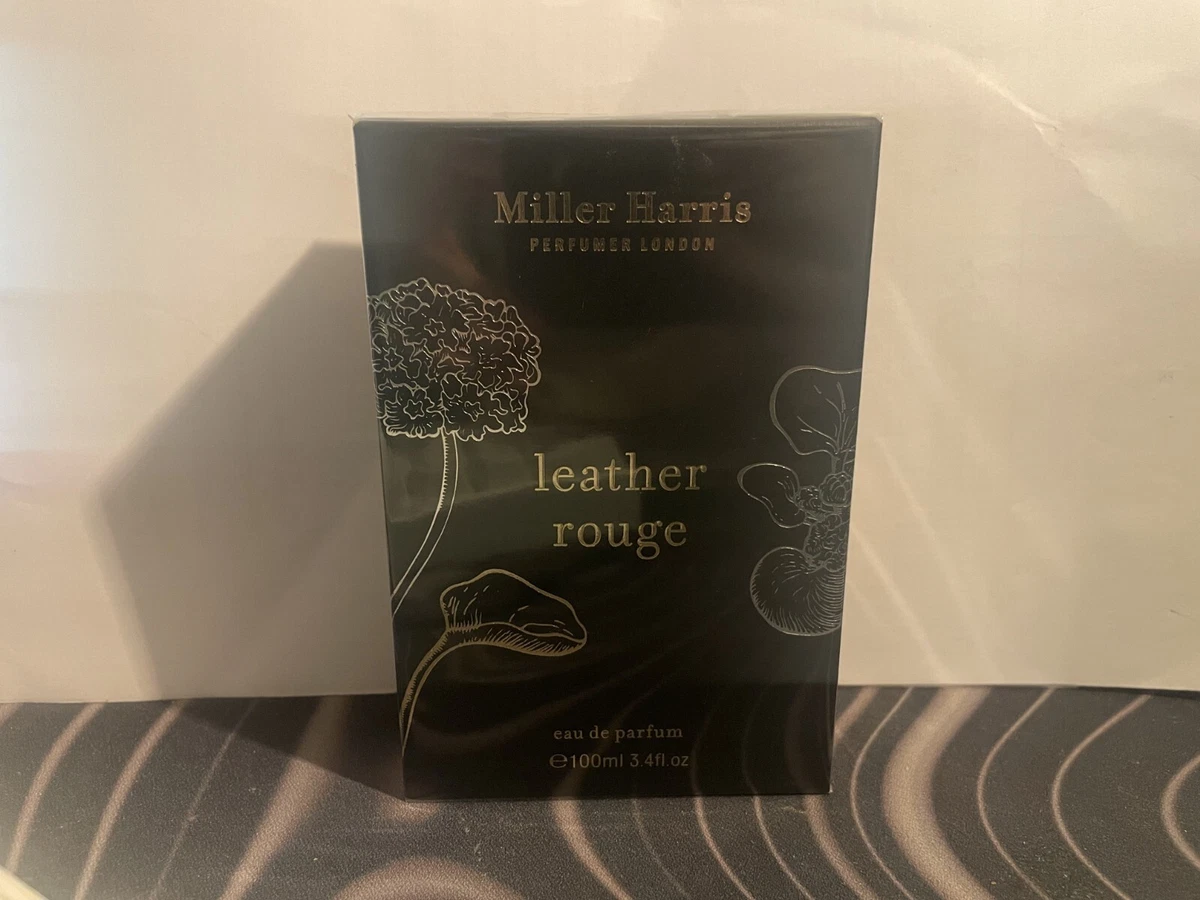 Miller Harris
PERFUMER LONDON
leather
rouge
eau de parfum
℮100ml 3.4fl.oz